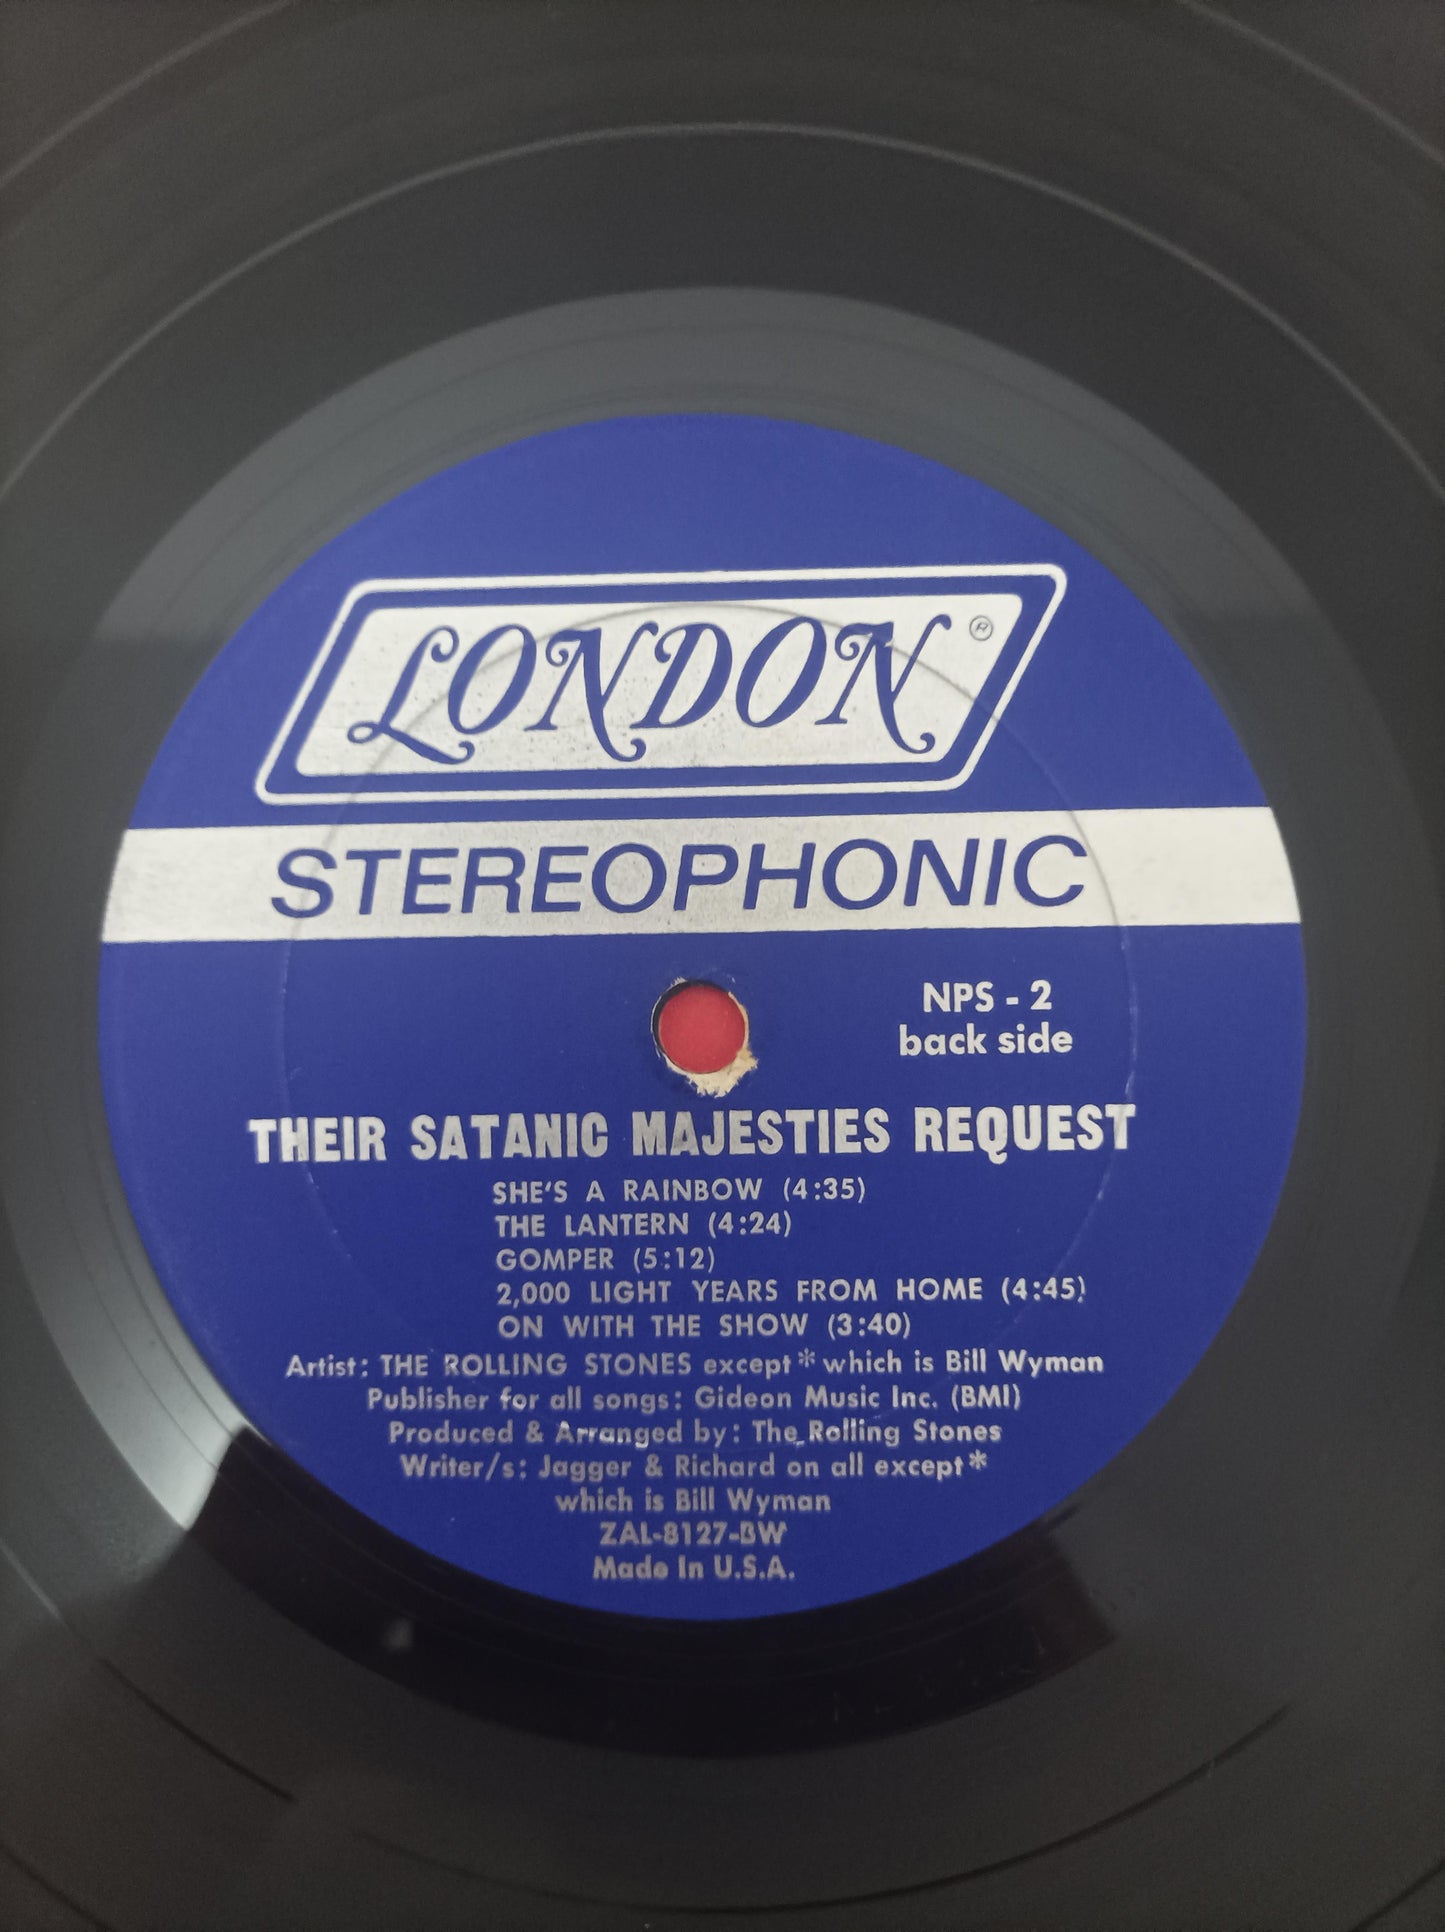 LONDON ®
STEREOPHONIC
NPS - 2
back side
THEIR SATANIC MAJESTIES REQUEST
SHE'S A RAINBOW (4:35)
THE LANTERN (4:24)
GOMPER (5:12)
2,000 LIGHT YEARS FROM HOME (4:45)
ON WITH THE SHOW (3:40)
Artist: THE ROLLING STONES except * which is Bill Wyman
Publisher for all songs: Gideon Music Inc. (BMI)
Produced & Arranged by: The Rolling Stones
Writer/s: Jagger & Richard on all except *
which is Bill Wyman
ZAL-8127-BW
Made In U.S.A.